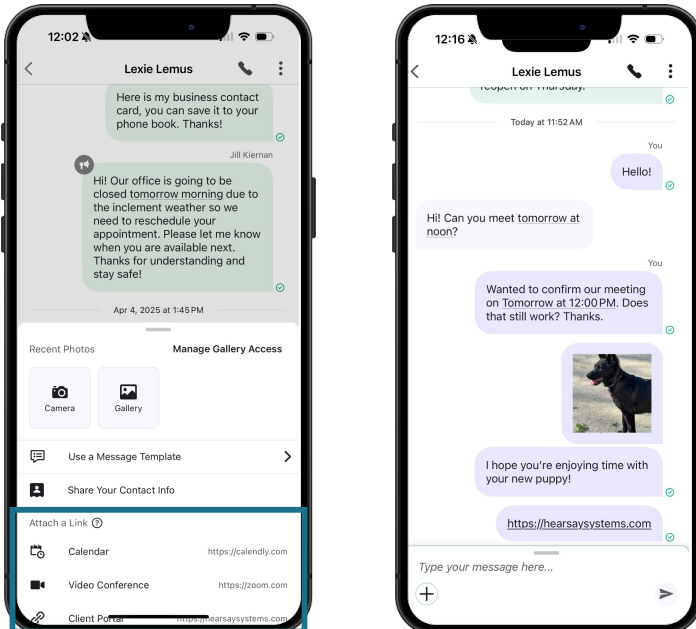 12:02
Lexie Lemus
Here is my business contact
card, you can save it to your
phone book. Thanks!
Jill Kiernan
Hi! Our office is going to be
closed tomorrow morning due to
the inclement weather so we
need to reschedule your
appointment. Please let me know
when you are available next.
Thanks for understanding and
stay safe!
Apr 4, 2025 at 1:45 PM
Recent Photos
Manage Gallery Access
Camera
Gallery
Use a Message Template
Share Your Contact Info
Attach a Link
Calendar
https://calendly.com
Video Conference
https://zoom.com
Client Portal
https://hearsaysystems.com
12:16
Lexie Lemus
reopen on Thursday.
Today at 11:52 AM
You
Hello!
Hi! Can you meet tomorrow at
noon?
You
Wanted to confirm our meeting
on Tomorrow at 12:00 PM. Does
that still work? Thanks.
I hope you're enjoying time with
your new puppy!
https://hearsaysystems.com
Type your message here...